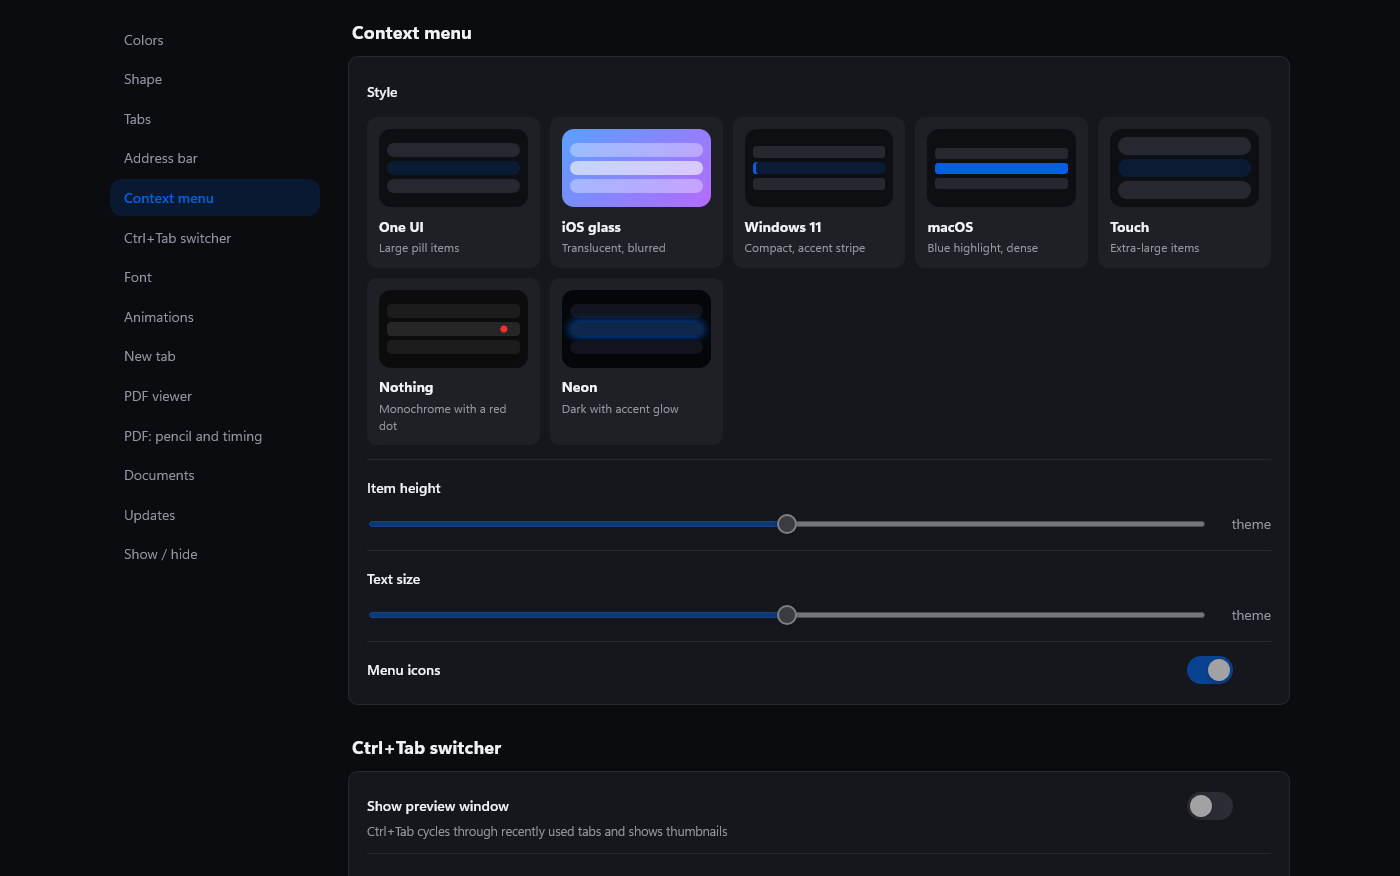 Colors
Shape
Tabs
Address bar
Context menu
Ctrl+Tab switcher
Font
Animations
New tab
PDF viewer
PDF: pencil and timing
Documents
Updates
Show / hide
Context menu
Style
One UI
Large pill items
iOS glass
Translucent, blurred
Windows 11
Compact, accent stripe
macOS
Blue highlight, dense
Touch
Extra-large items
Nothing
Monochrome with a red
dot
Neon
Dark with accent glow
Item height
theme
Text size
theme
Menu icons
Ctrl+Tab switcher
Show preview window
Ctrl+Tab cycles through recently used tabs and shows thumbnails